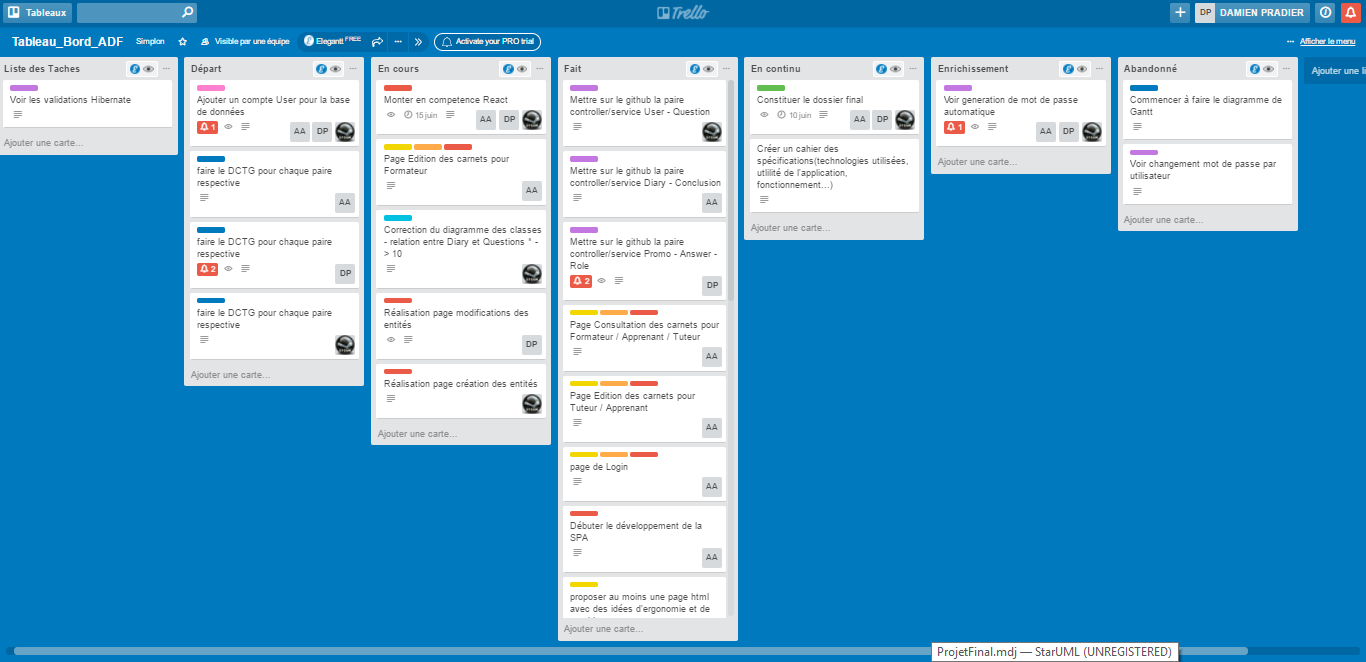 Tableaux
Trello
DP DAMIEN PRADIER
Tableau_Bord_ADF
Simplon
Visible par une équipe
Elegantt FREE
Activate your PRO trial
Afficher le menu
Liste des Taches
Voir les validations Hibernate
Ajouter une carte...
Départ
Ajouter un compte User pour la base
de données
1
AA DP
faire le DCTG pour chaque paire
respective
AA
faire le DCTG pour chaque paire
respective
2
DP
faire le DCTG pour chaque paire
respective
Ajouter une carte...
En cours
Monter en competence React
15 juin
AA DP
Page Edition des carnets pour
Formateur
AA
Correction du diagramme des classes
- relation entre Diary et Questions * -
> 10
Réalisation page modifications des
entités
DP
Réalisation page création des entités
Ajouter une carte...
Fait
Mettre sur le github la paire
controller/service User - Question
Mettre sur le github la paire
controller/service Diary - Conclusion
AA
Mettre sur le github la paire
controller/service Promo - Answer -
Role
2
DP
Page Consultation des carnets pour
Formateur / Apprenant / Tuteur
AA
Page Edition des carnets pour
Tuteur / Apprenant
AA
page de Login
AA
Débuter le développement de la
SPA
AA
proposer au moins une page html
avec des idées d'ergonomie et de
Ajouter une carte...
En continu
Constituer le dossier final
10 juin
AA DP
Créer un cahier des
spécifications(technologies utilisées,
utlilité de l'application,
fonctionnement...)
Ajouter une carte...
Enrichissement
Voir generation de mot de passe
automatique
1
AA DP
Ajouter une carte...
Abandonné
Commencer à faire le diagramme de
Gantt
Voir changement mot de passe par
utilisateur
Ajouter une carte...
Ajouter une li
ProjetFinal.mdj — StarUML (UNREGISTERED)